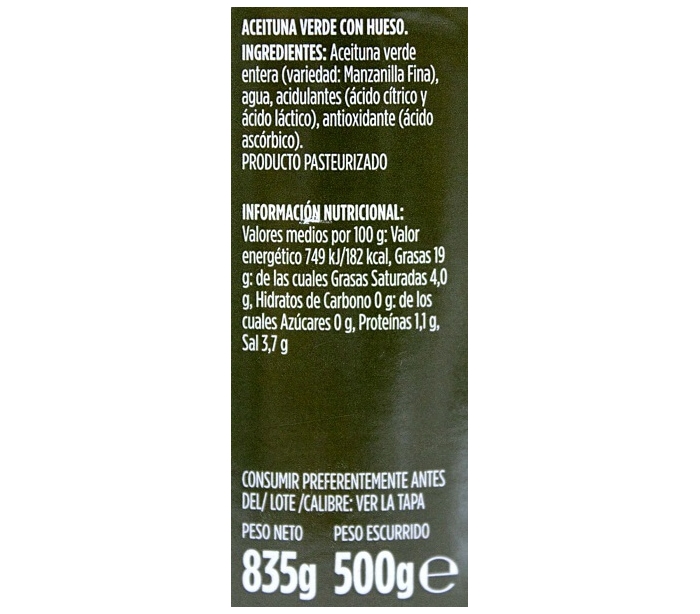 ACEITUNA VERDE CON HUESO.
INGREDIENTES: Aceituna verde
entera (variedad: Manzanilla Fina),
agua, acidulantes (ácido cítrico y
ácido láctico), antioxidante (ácido
ascórbico).
PRODUCTO PASTEURIZADO
INFORMACIÓN NUTRICIONAL:
Valores medios por 100 g: Valor
energético 749 kJ/182 kcal, Grasas 19
g: de las cuales Grasas Saturadas 4,0
g, Hidratos de Carbono 0 g: de los
cuales Azúcares 0 g, Proteínas 1,1 g,
Sal 3,7 g
CONSUMIR PREFERENTEMENTE ANTES
DEL/ LOTE /CALIBRE: VER LA TAPA
PESO NETO PESO ESCURRIDO
835g 500g ℮